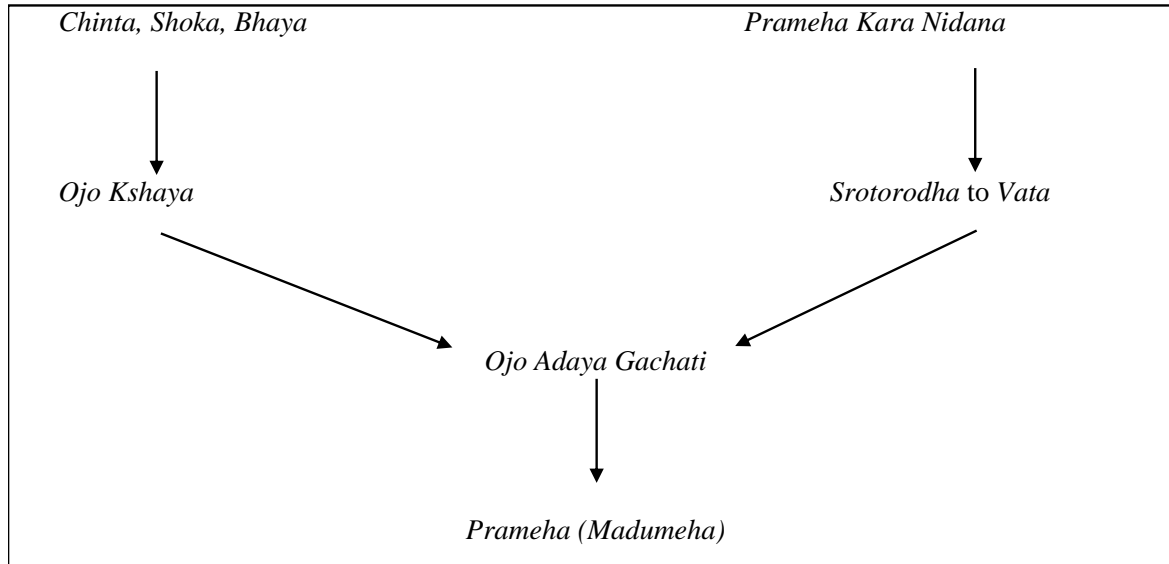 Chinta, Shoka, Bhaya
Prameha Kara Nidana
Ojo Kshaya
Srotorodha to Vata
Ojo Adaya Gachati
Prameha (Madumeha)